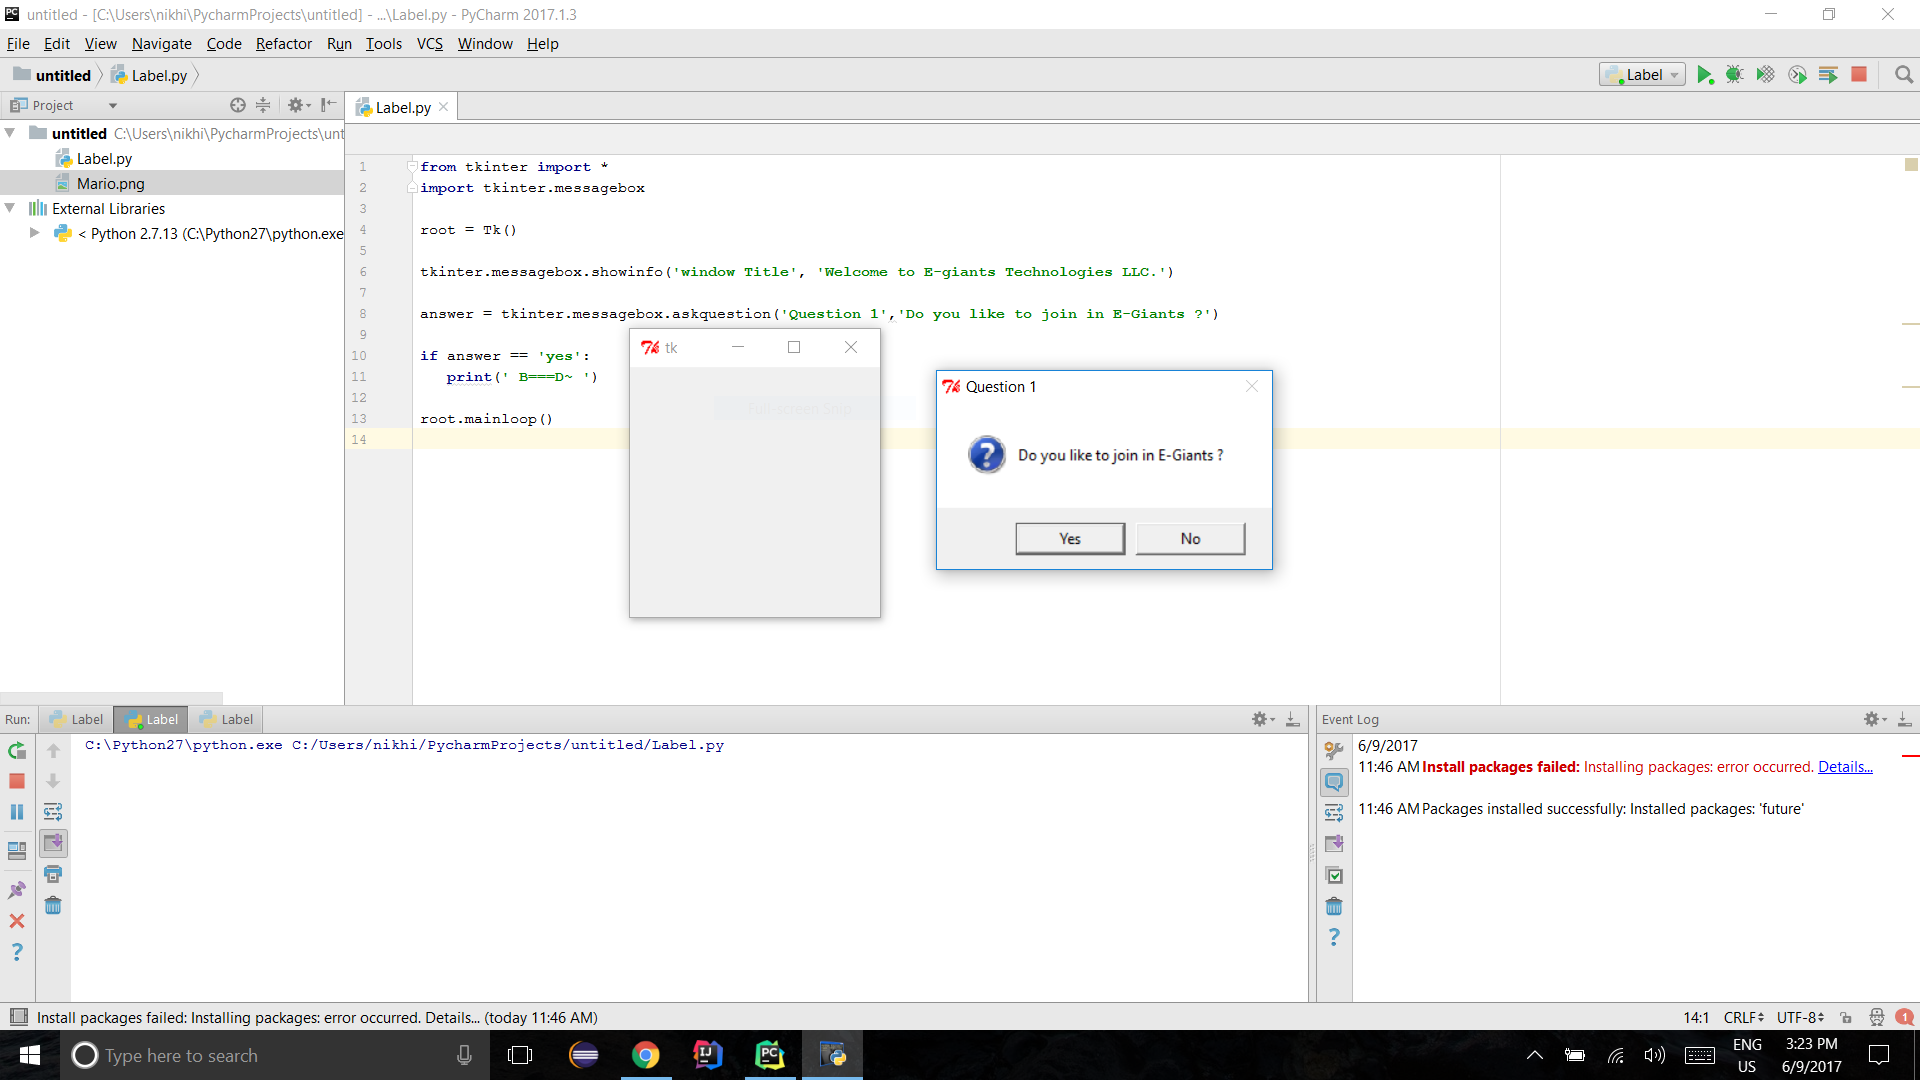 untitled - [C:\Users\nikhi\PycharmProjects\untitled] - ...\Label.py - PyCharm 2017.1.3
File Edit View Navigate Code Refactor Run Tools VCS Window Help
untitled Label.py
Label
Project
Label.py
untitled C:\Users\nikhi\PycharmProjects\unt
Label.py
Mario.png
External Libraries
< Python 2.7.13 (C:\Python27\python.exe
1 from tkinter import *
2 import tkinter.messagebox
3
4 root = Tk()
5
6 tkinter.messagebox.showinfo('window Title', 'Welcome to E-giants Technologies LLC.')
7
8 answer = tkinter.messagebox.askquestion('Question 1','Do you like to join in E-Giants ?')
9
10 if answer == 'yes':
11 print(' B===D~ ')
12
13 root.mainloop()
14
tk
Full-screen Snip
Question 1
Do you like to join in E-Giants ?
Yes No
Run: Label Label Label
C:\Python27\python.exe C:/Users/nikhi/PycharmProjects/untitled/Label.py
Event Log
6/9/2017
11:46 AM Install packages failed: Installing packages: error occurred. Details...
11:46 AM Packages installed successfully: Installed packages: 'future'
Install packages failed: Installing packages: error occurred. Details... (today 11:46 AM)
14:1 CRLF UTF-8 1
Type here to search
ENG
US
3:23 PM
6/9/2017